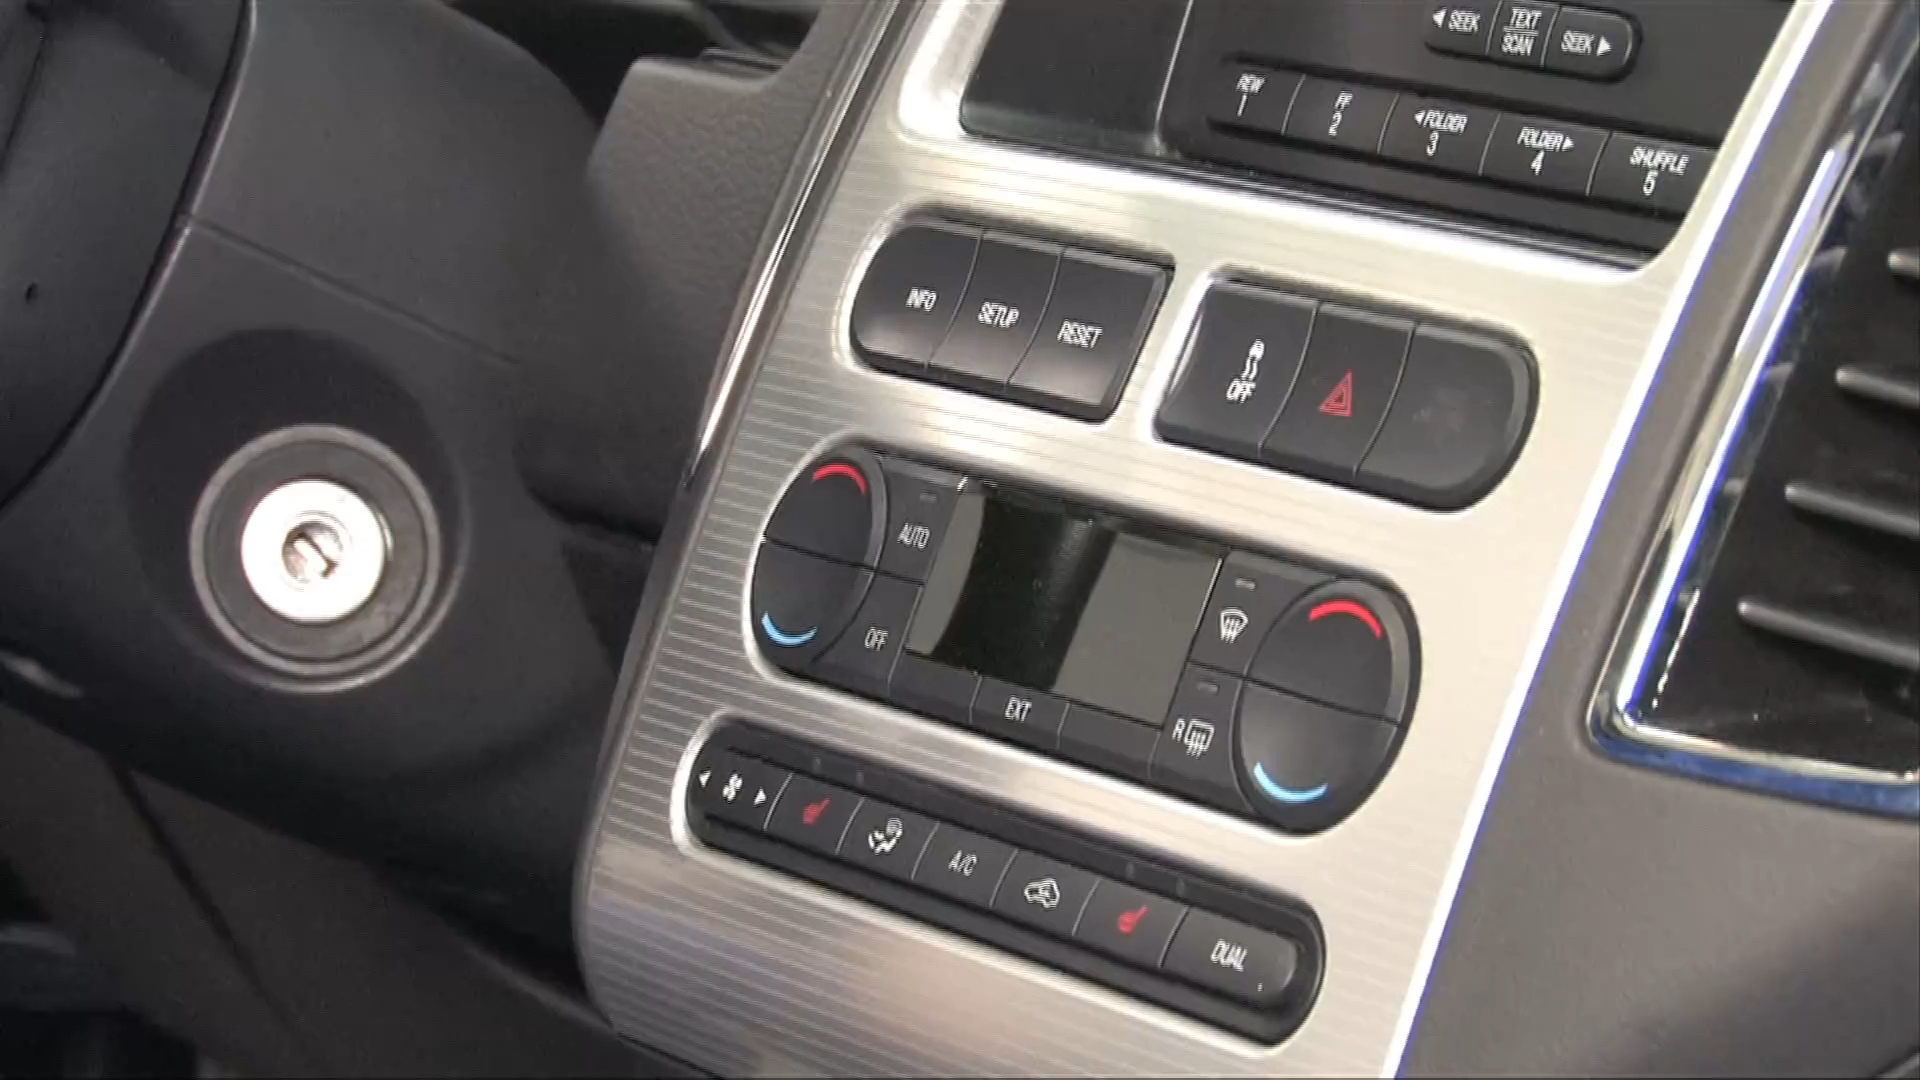 ◄ SEEK
TEXT
SCAN
SEEK ►
REW
1
FF
2
◄FOLDER
3
FOLDER►
4
SHUFFLE
5
INFO
SETUP
RESET
OFF
AUTO
OFF
EXT
R
A/C
DUAL